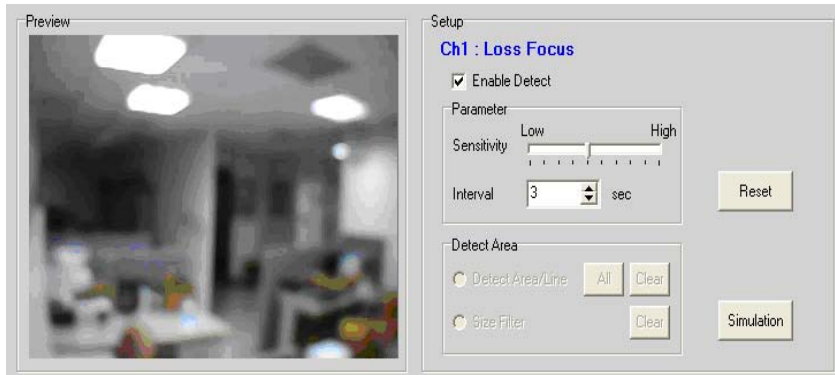 Preview
Setup
Ch1 : Loss Focus
Enable Detect
Parameter
Low High
Sensitivity
Interval 3 sec
Reset
Detect Area
Detect Area/Line All Clear
Size Filter Clear
Simulation